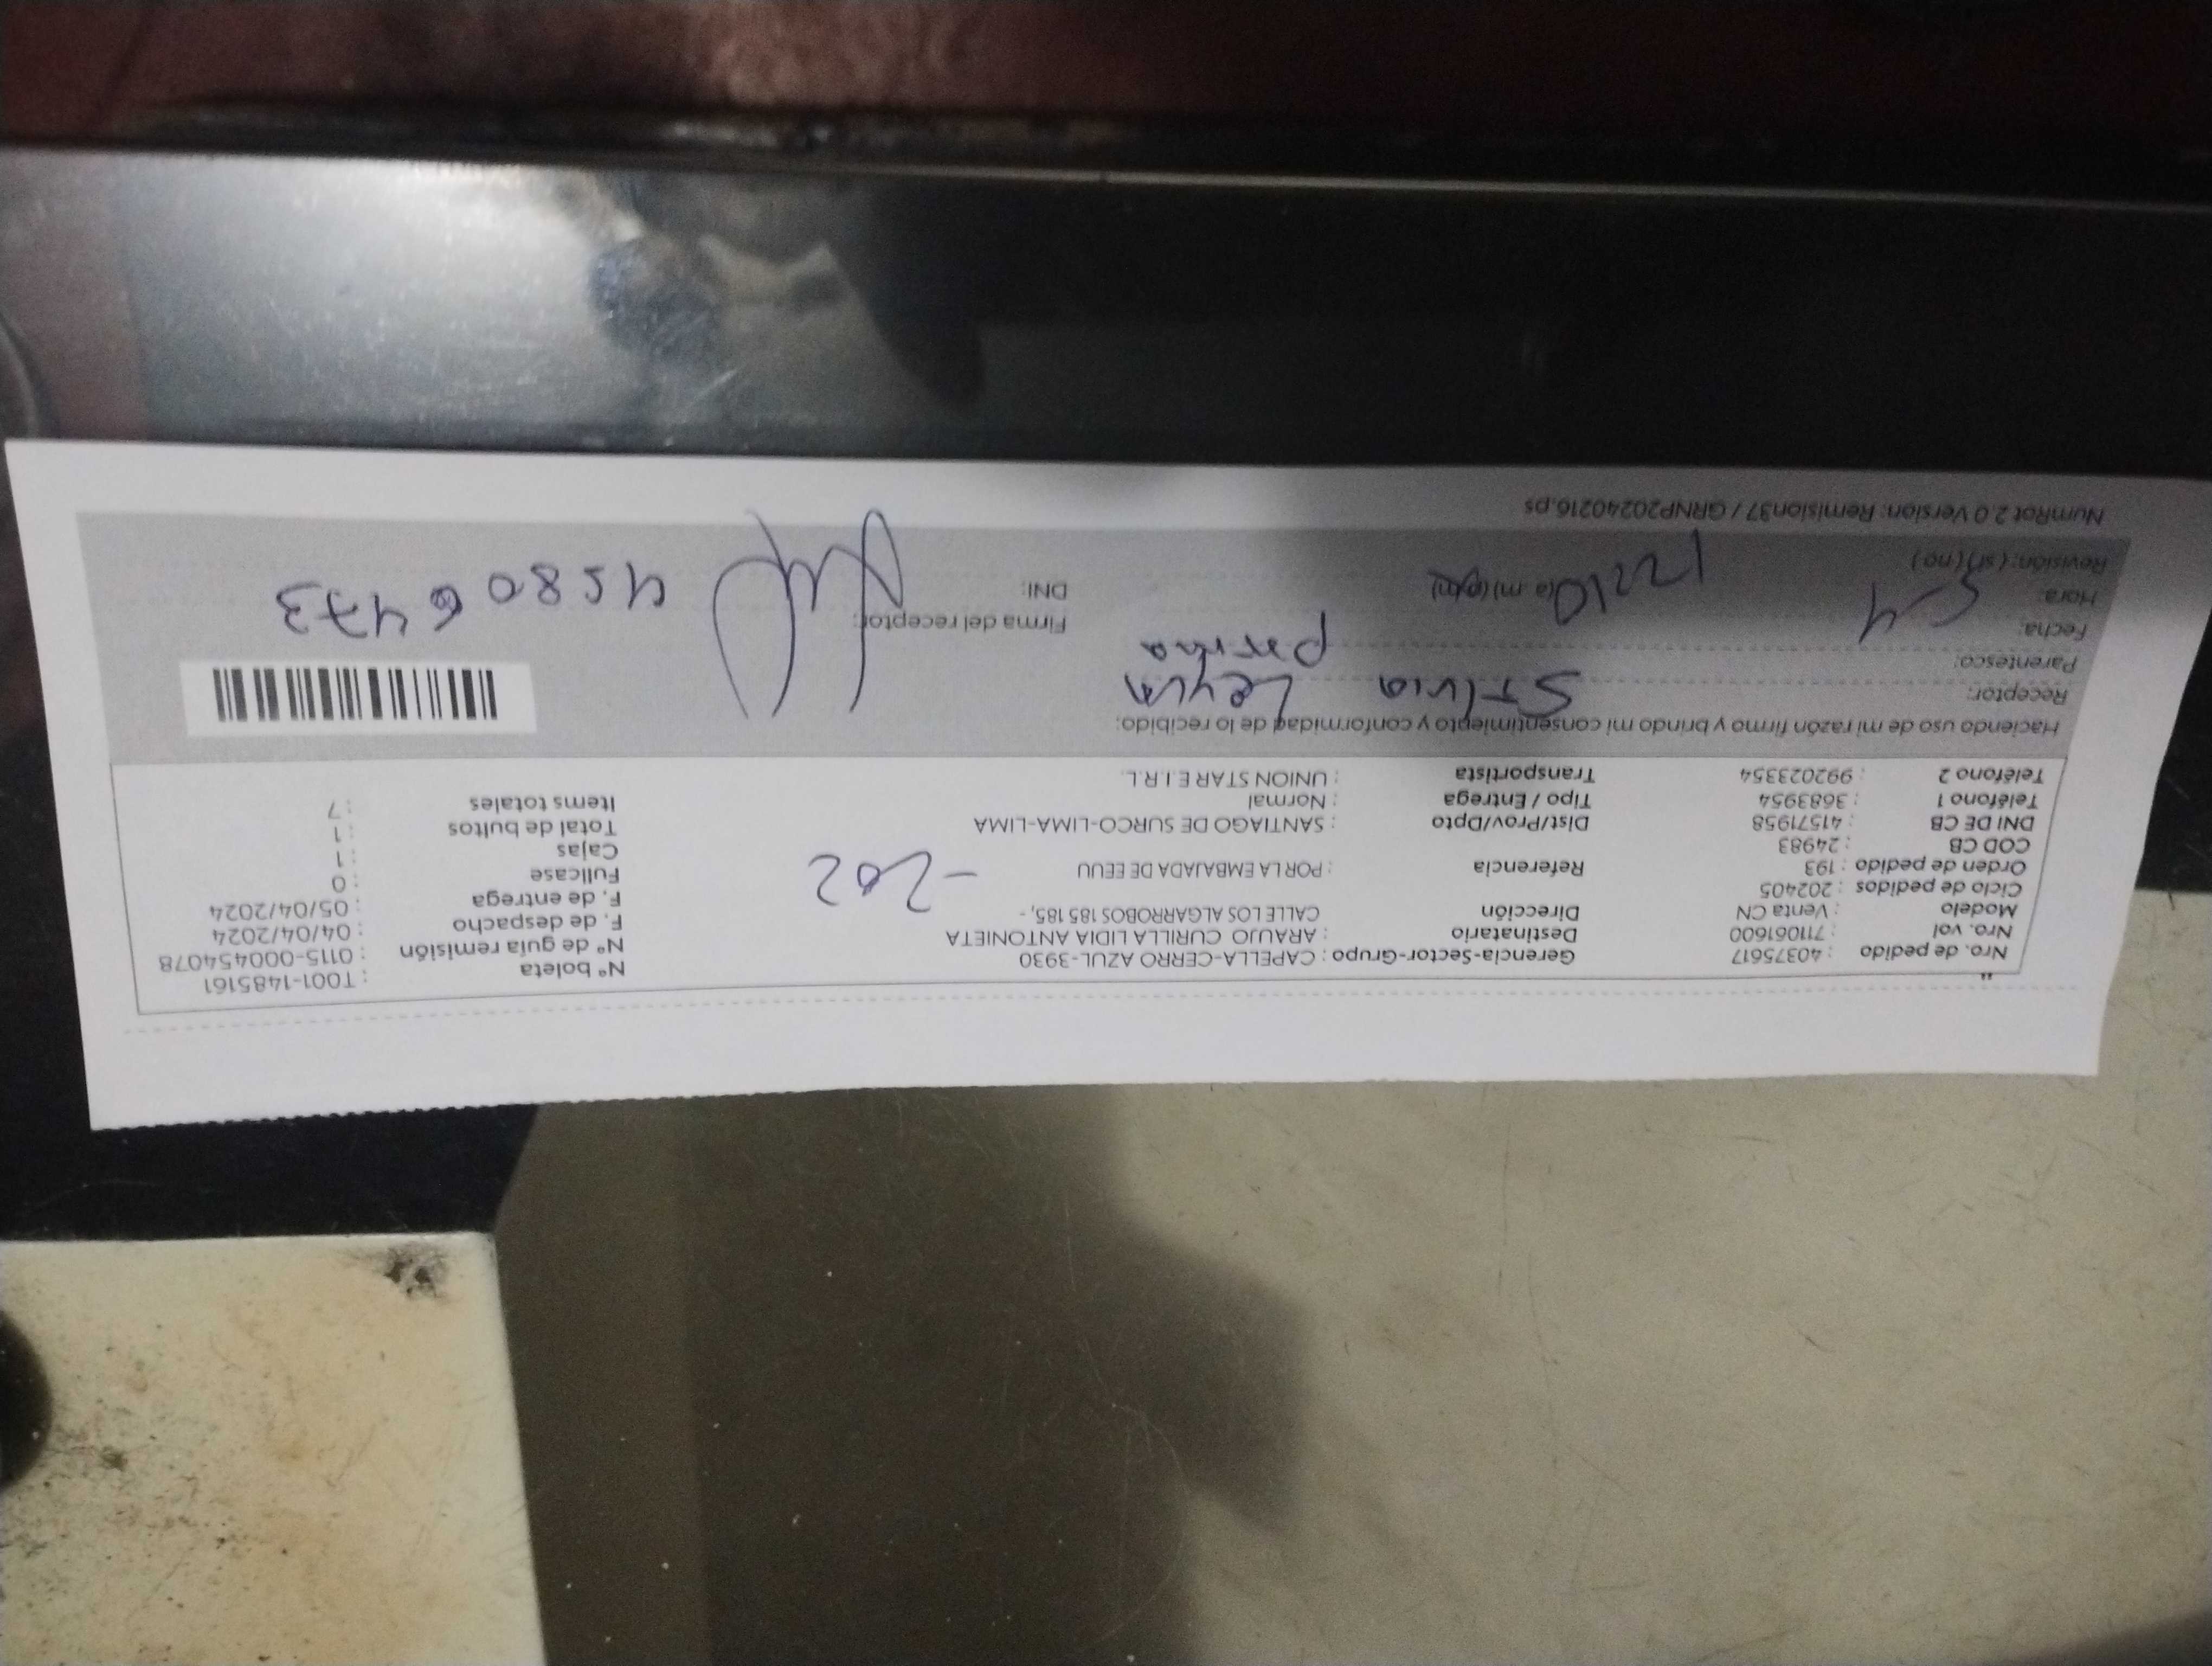 Nro. de pedido : 40375617 Gerencia-Sector-Grupo : CAPELLA-CERRO AZUL-3930 N° boleta : T001-1485161
Nro. vol : 711061600 Destinatario : ARAUJO CURILLA LIDIA ANTONIETA N° de guía remisión : 0115-000454078
Modelo : Venta CN Dirección CALLE LOS ALGARROBOS 185 185, - - 202 F. de despacho : 04/04/2024
Ciclo de pedidos : 202405 F. de entrega : 05/04/2024
Orden de pedido : 193 Referencia : POR LA EMBAJADA DE EEUU Fullcase : 0
COD CB : 24983 Cajas : 1
DNI DE CB : 41571958 Dist/Prov/Dpto : SANTIAGO DE SURCO-LIMA-LIMA Total de bultos : 1
Teléfono 1 : 3683954 Tipo / Entrega : Normal Items totales : 7
Teléfono 2 : 992023354 Transportista : UNION STAR E.I.R.L.
Haciendo uso de mi razón firmo y brindo mi consentimiento y conformidad de lo recibido:
Receptor: Silvia
Parentesco:
Fecha: 5-4 Firma del receptor:
Hora: 1210 (a m) (p m) DNI: 45806473
Revisión: ( sí ) ( no )
NumRot 2.0 Version: Remision37 / GRNP20240216.ps